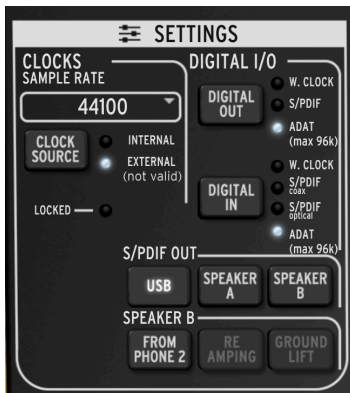 SETTINGS
CLOCKS
SAMPLE RATE
44100
CLOCK
SOURCE
INTERNAL
EXTERNAL
(not valid)
LOCKED
DIGITAL I/O
DIGITAL
OUT
W. CLOCK
S/PDIF
ADAT
(max 96k)
DIGITAL
IN
W. CLOCK
S/PDIF
coax
S/PDIF
optical
ADAT
(max 96k)
S/PDIF OUT
USB
SPEAKER
A
SPEAKER
B
SPEAKER B
FROM
PHONE 2
RE
AMPING
GROUND
LIFT